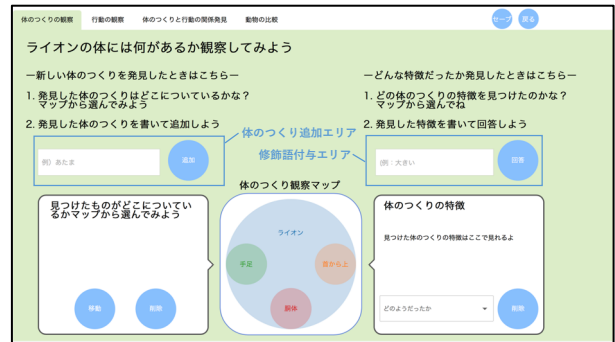 体のつくりの観察 行動の観察 体のつくりと行動の関係発見 動物の比較 セーブ 戻る
ライオンの体には何があるか観察してみよう
ー新しい体のつくりを発見したときはこちらー
1. 発見した体のつくりはどこについているかな？
マップから選んでみよう
2. 発見した体のつくりを書いて追加しよう
例）あたま
追加
ーどんな特徴だったか発見したときはこちらー
1. どの体のつくりの特徴を見つけたのかな？
マップから選んでね
2. 発見した特徴を書いて回答しよう
(例：大きい
回答
体のつくり追加エリア
修飾語付与エリア
見つけたものがどこについてい
るかマップから選んでみよう
移動 削除
体のつくり観察マップ
ライオン
手足
首から上
胴体
体のつくりの特徴
見つけた体のつくりの特徴はここで見れるよ
どのようだったか
削除